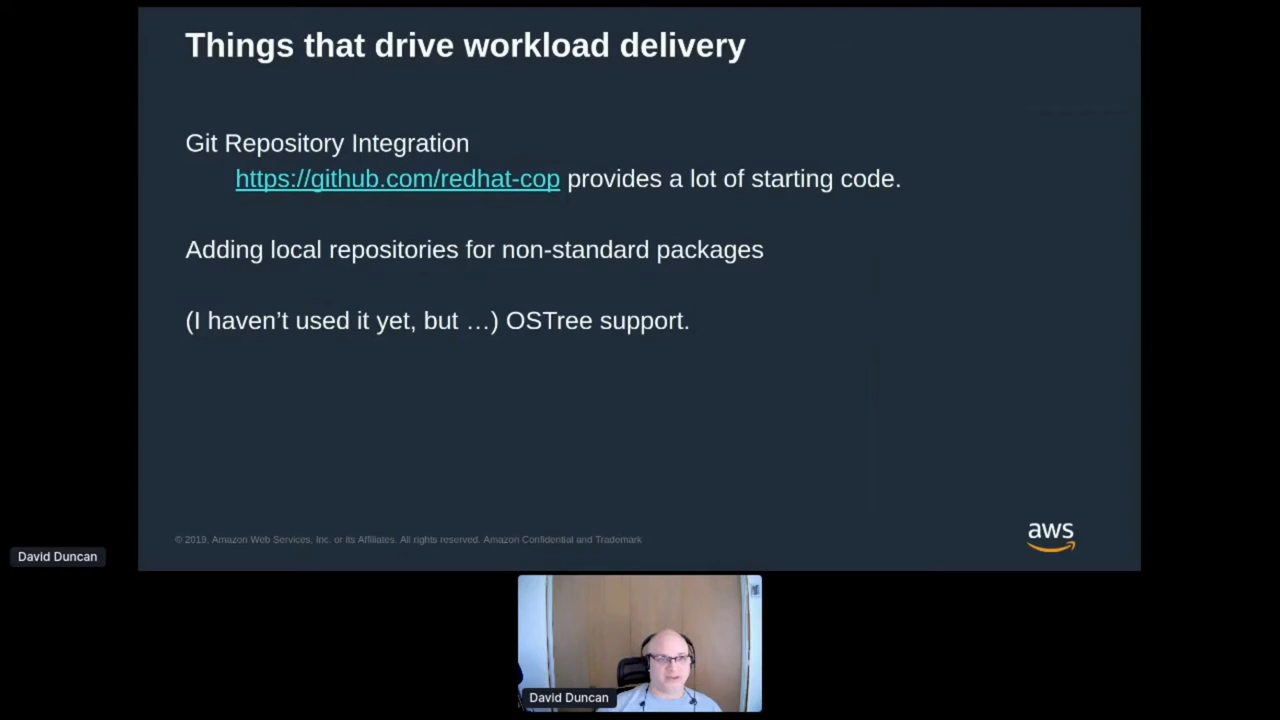 Things that drive workload delivery
Git Repository Integration
https://github.com/redhat-cop provides a lot of starting code.
Adding local repositories for non-standard packages
(I haven’t used it yet, but …) OSTree support.
© 2019, Amazon Web Services, Inc. or its Affiliates. All rights reserved. Amazon Confidential and Trademark
aws
David Duncan
David Duncan